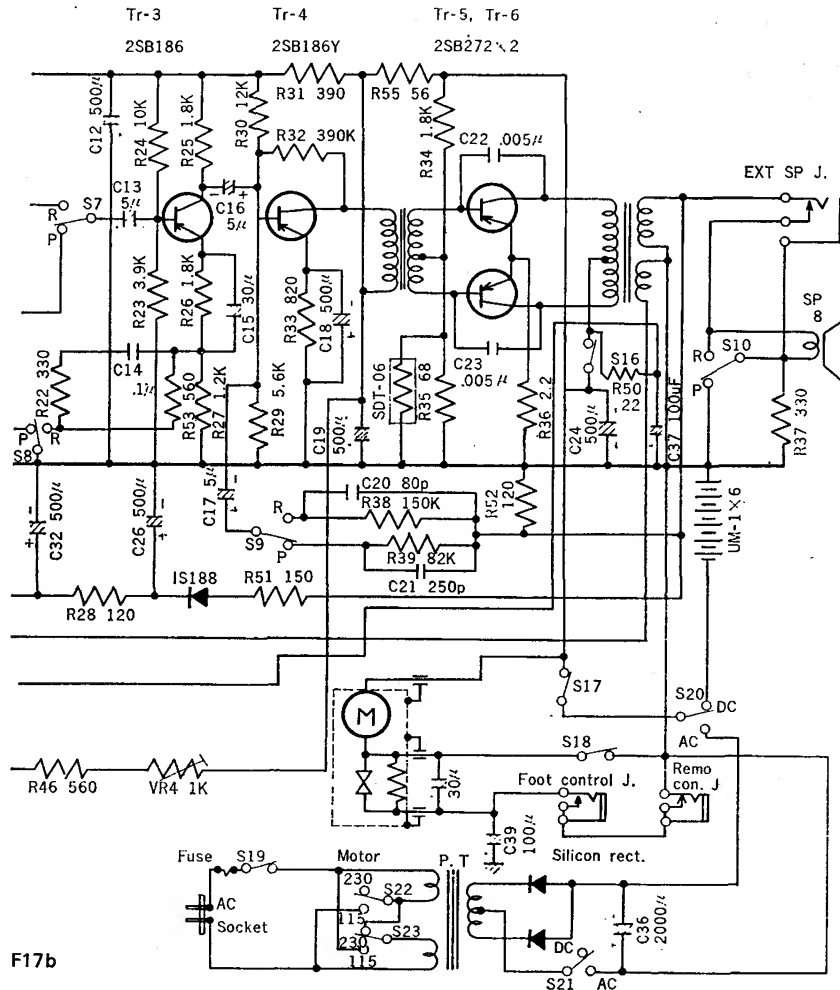 Tr-3 Tr-4 Tr-5, Tr-6
2SB186 2SB186Y 2SB272×2
C12 500μ
R24 10K
R25 1.8K
R30 12K
R31 390
R55 56
R32 390K
R34 1.8K
C22 .005μ
EXT SP J.
C13
5μ
R
P
S7
C16
5μ
R23 3.9K
R26 1.8K
C15 30μ
R33 820
C18 500μ
SP
8
R
S10
P
C14
.1μ
R22 330
R53 560
R27 1.2K
R29 5.6K
C19
500μ
SDT-06
R35 68
C23
.005μ
R36 2.2
S16
R50
22
C24
500μ
C37 100uF
R37 330
P R
S8
C17 5μ
C20 80p
R
R38 150K
S9
P
R39 82K
C21 250p
R52
120
UM-1×6
C32 500μ
C26 500μ
IS188
R51 150
R28 120
M
S17
S20
DC
AC
S18
R46 560
VR4 1K
30μ
Foot control J.
Remo
con. J
C39
100μ
Silicon rect.
Fuse
S19
Motor
P.T
230
S22
115
230
S23
115
AC
Socket
DC
S21
AC
C36
2000μ
F17b